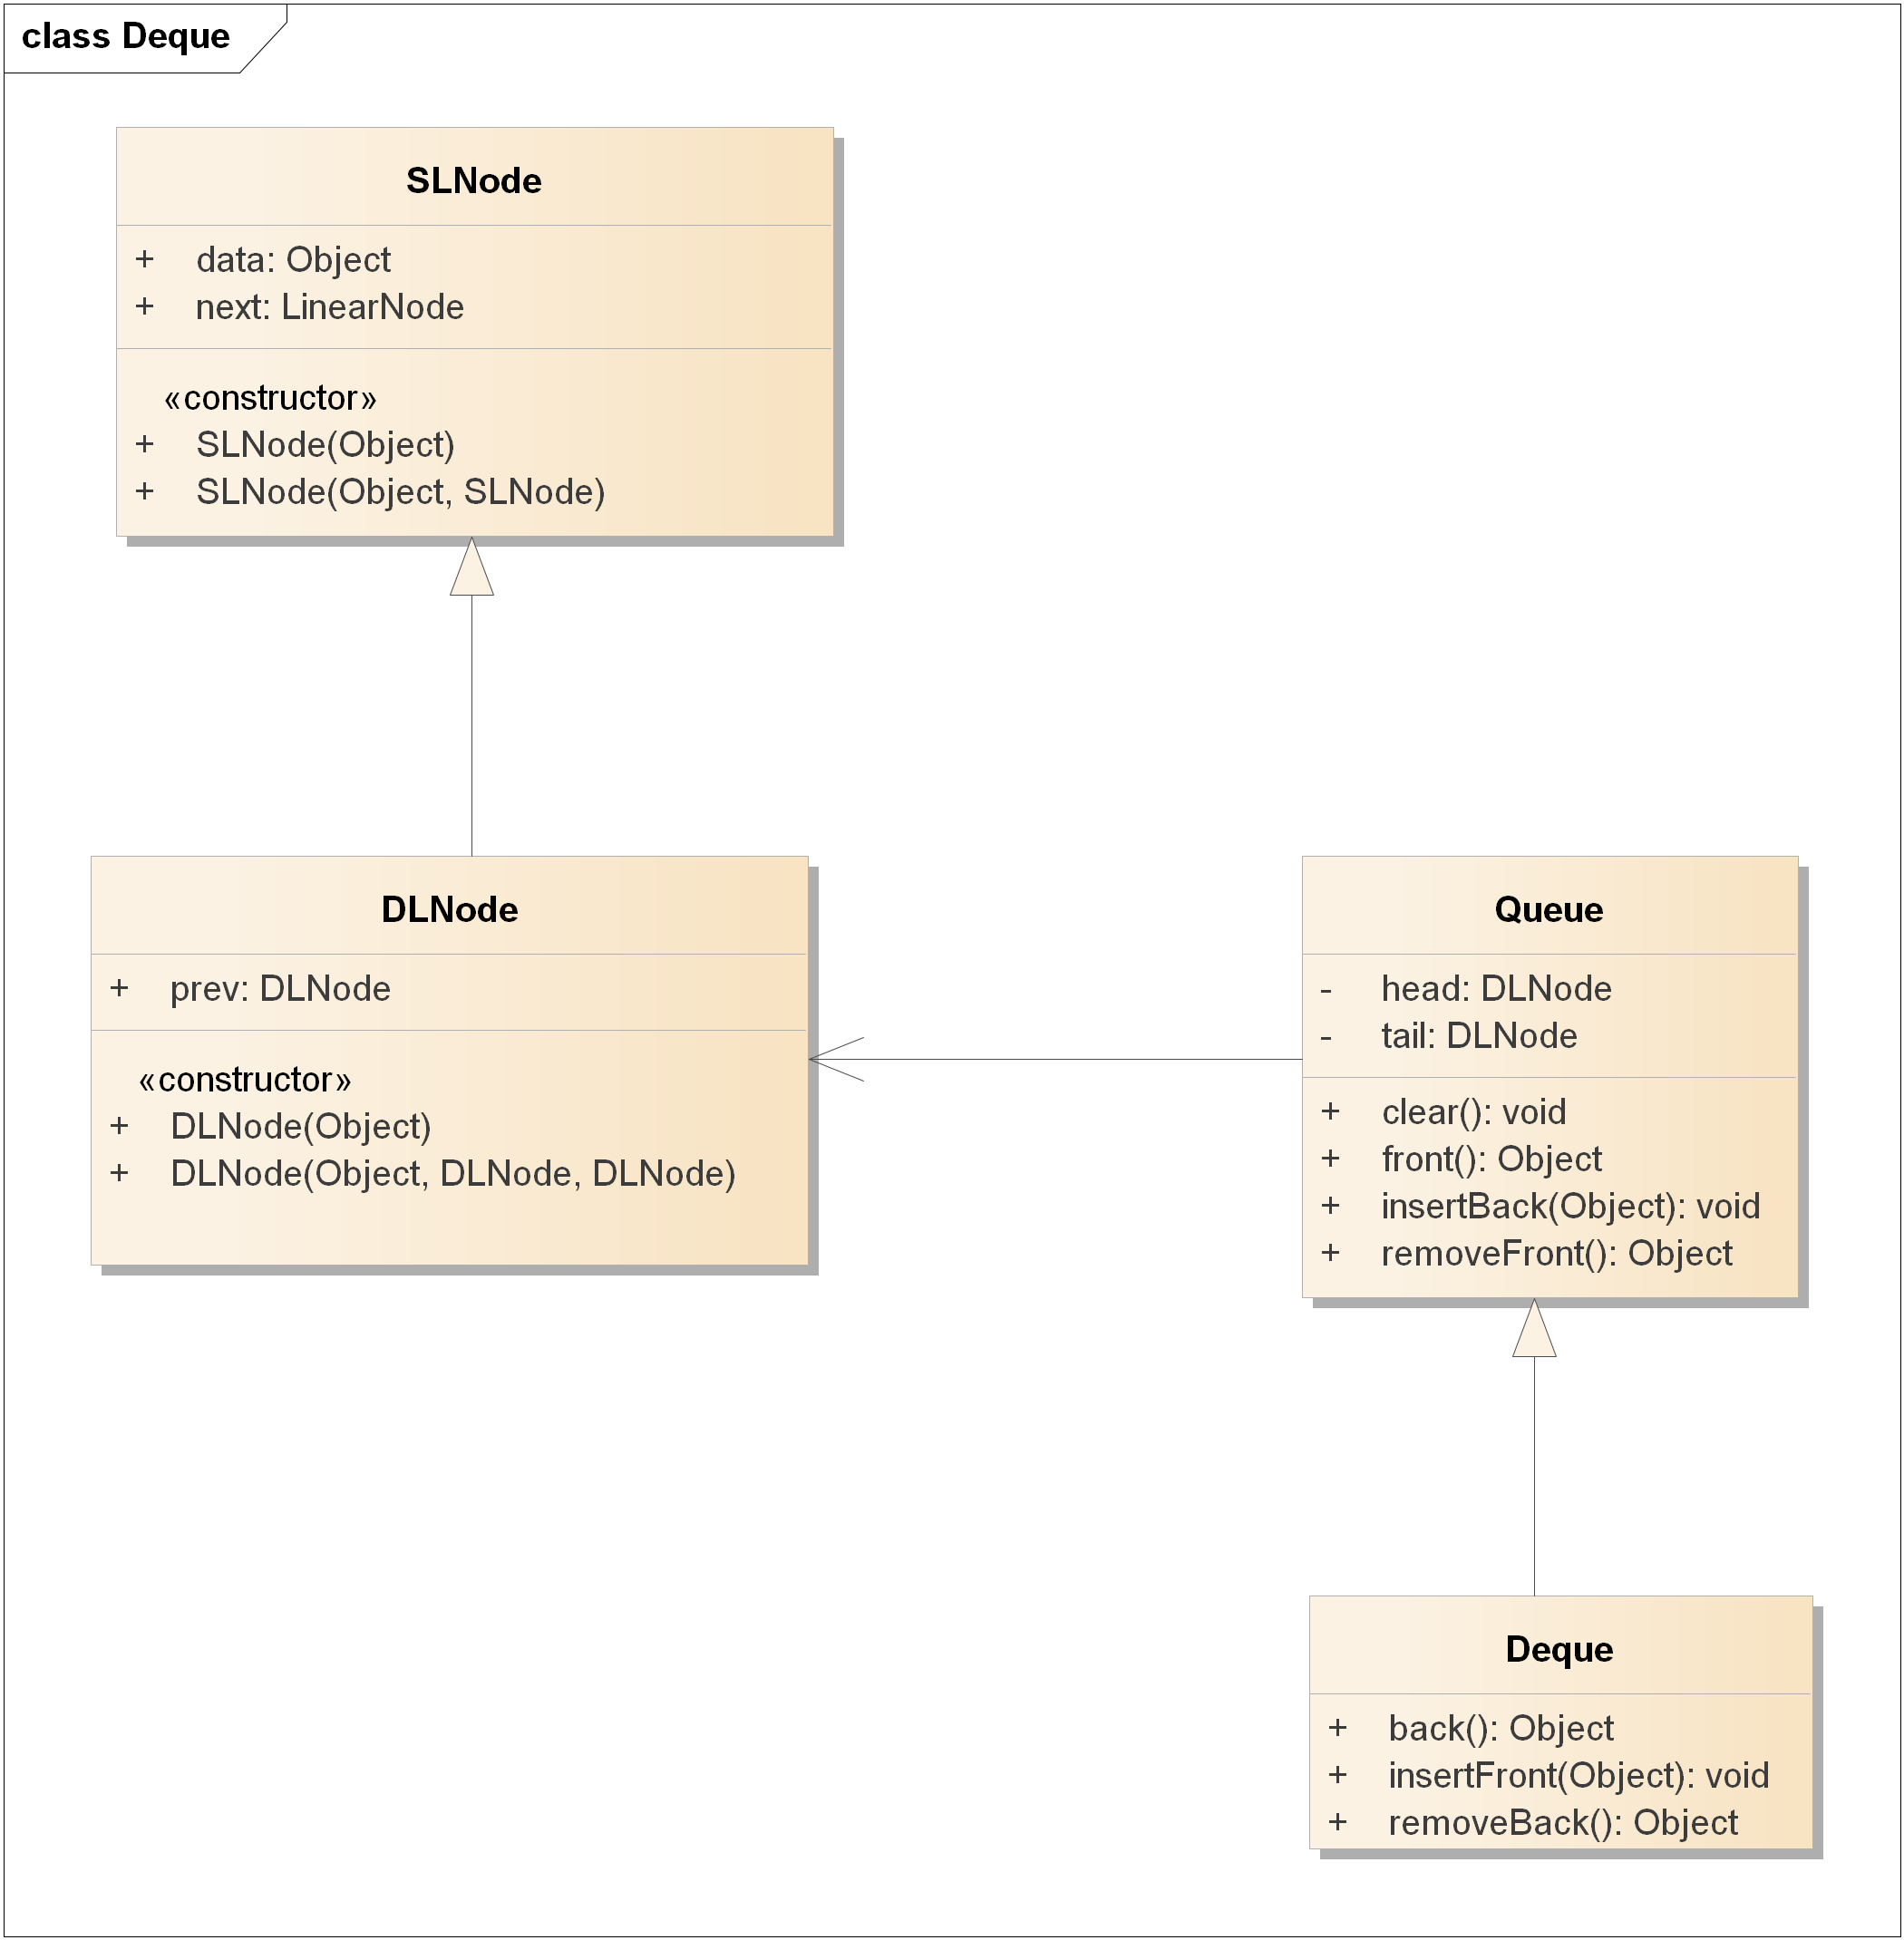 class Deque
SLNode
+ data: Object
+ next: LinearNode
«constructor»
+ SLNode(Object)
+ SLNode(Object, SLNode)
DLNode
+ prev: DLNode
«constructor»
+ DLNode(Object)
+ DLNode(Object, DLNode, DLNode)
Queue
- head: DLNode
- tail: DLNode
+ clear(): void
+ front(): Object
+ insertBack(Object): void
+ removeFront(): Object
Deque
+ back(): Object
+ insertFront(Object): void
+ removeBack(): Object